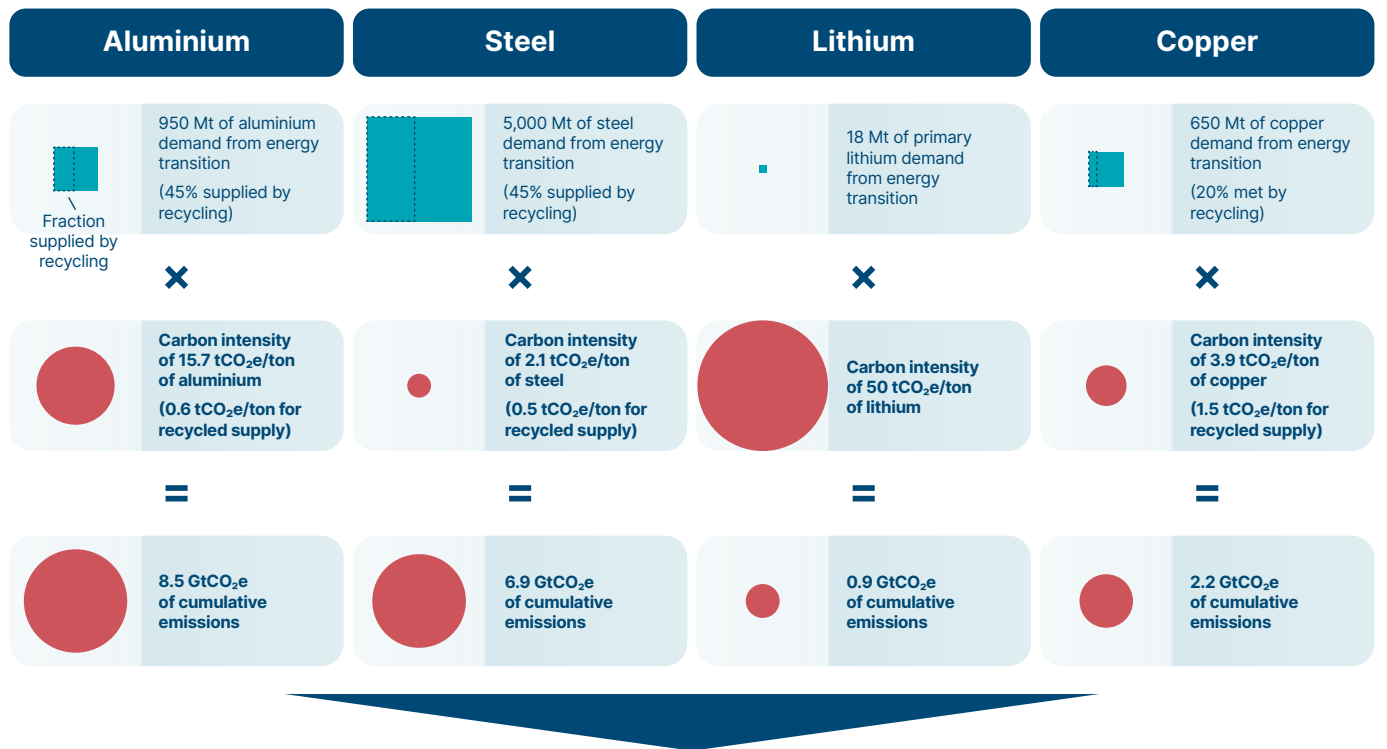 Aluminium
Steel
Lithium
Copper
950 Mt of aluminium
demand from energy
transition
(45% supplied by
recycling)
Fraction
supplied by
recycling
5,000 Mt of steel
demand from energy
transition
(45% supplied by
recycling)
18 Mt of primary
lithium demand
from energy
transition
650 Mt of copper
demand from energy
transition
(20% met by
recycling)
×
×
×
×
Carbon intensity
of 15.7 tCO₂e/ton
of aluminium
(0.6 tCO₂e/ton for
recycled supply)
Carbon intensity
of 2.1 tCO₂e/ton
of steel
(0.5 tCO₂e/ton for
recycled supply)
Carbon intensity
of 50 tCO₂e/ton
of lithium
Carbon intensity
of 3.9 tCO₂e/ton
of copper
(1.5 tCO₂e/ton for
recycled supply)
=
=
=
=
8.5 GtCO₂e
of cumulative
emissions
6.9 GtCO₂e
of cumulative
emissions
0.9 GtCO₂e
of cumulative
emissions
2.2 GtCO₂e
of cumulative
emissions